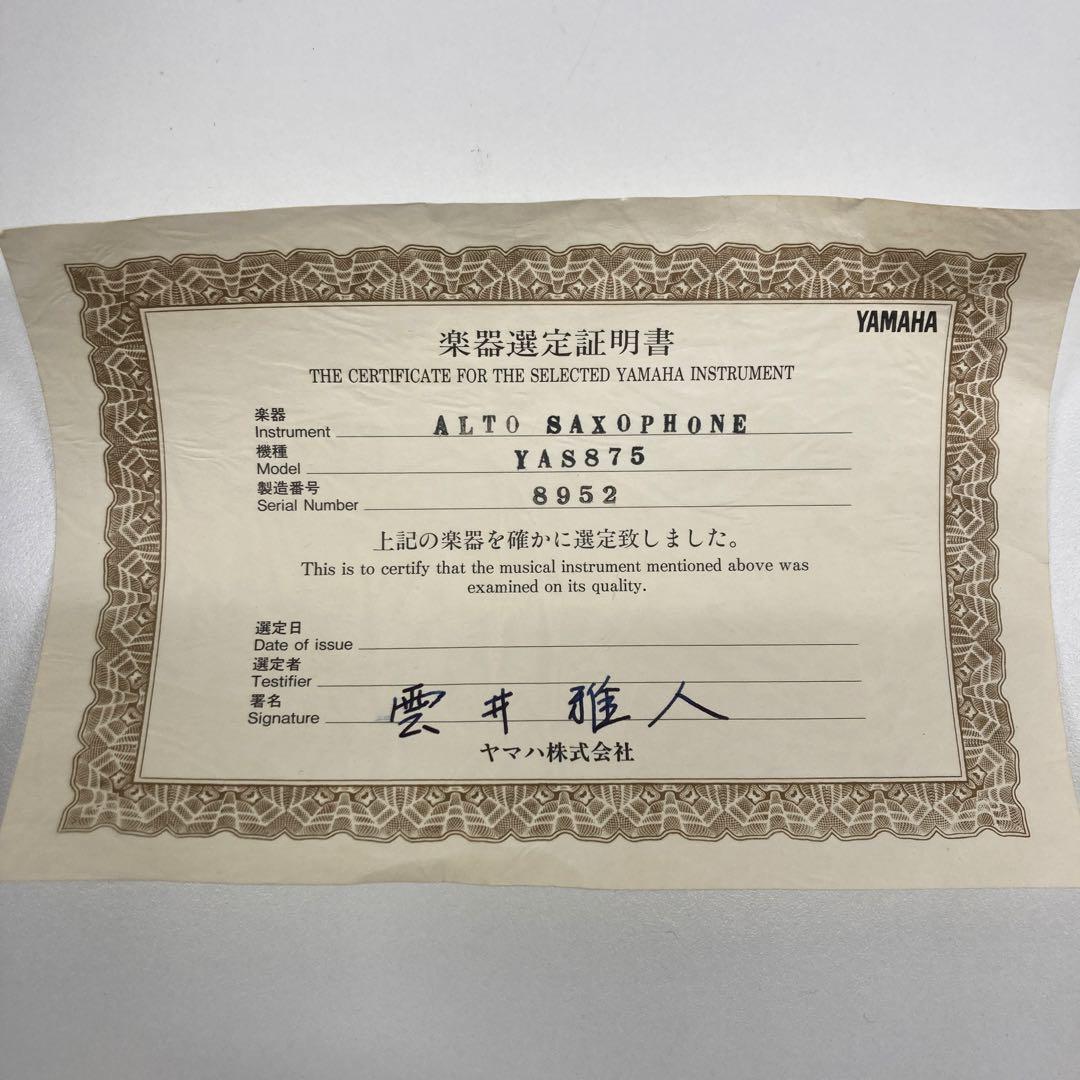 YAMAHA
楽器選定証明書
THE CERTIFICATE FOR THE SELECTED YAMAHA INSTRUMENT
楽器
Instrument ALTO SAXOPHONE
機種
Model YAS875
製造番号
Serial Number 8952
上記の楽器を確かに選定致しました。
This is to certify that the musical instrument mentioned above was
examined on its quality.
選定日
Date of issue
選定者
Testifier
署名
Signature 雲井雅人
ヤマハ株式会社